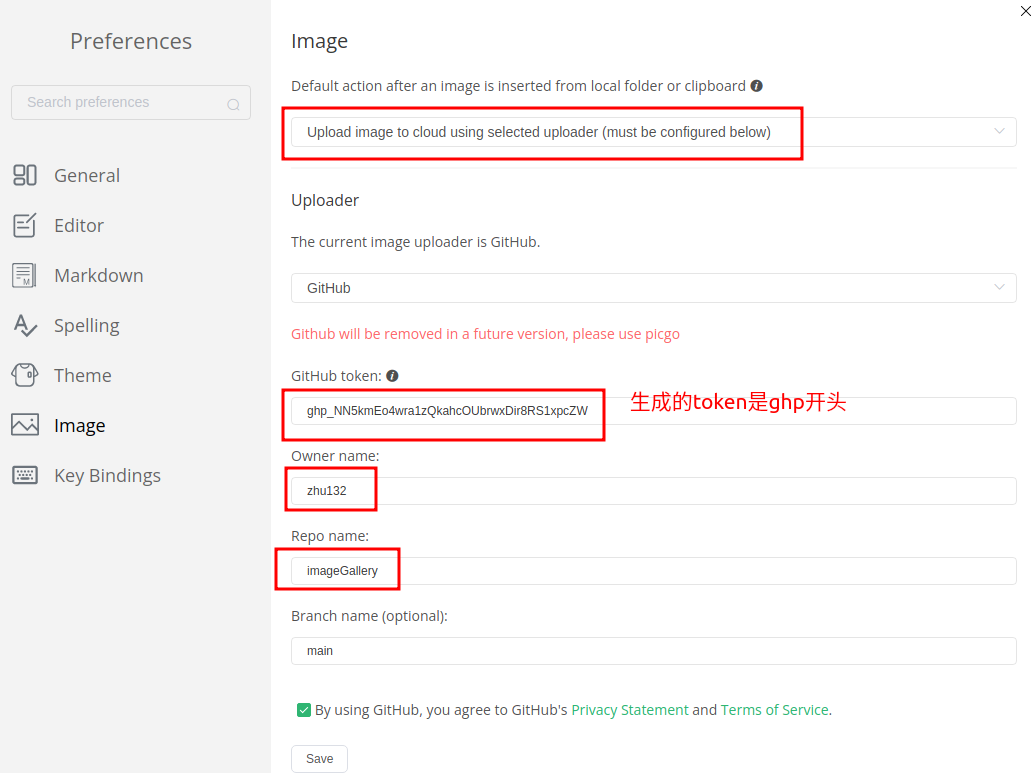 Preferences
Search preferences
General
Editor
Markdown
Spelling
Theme
Image
Key Bindings
Image
Default action after an image is inserted from local folder or clipboard
Upload image to cloud using selected uploader (must be configured below)
Uploader
The current image uploader is GitHub.
GitHub
Github will be removed in a future version, please use picgo
GitHub token:
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
生成的token是ghp开头
Owner name:
zhu132
Repo name:
imageGallery
Branch name (optional):
main
By using GitHub, you agree to GitHub's Privacy Statement and Terms of Service.
Save